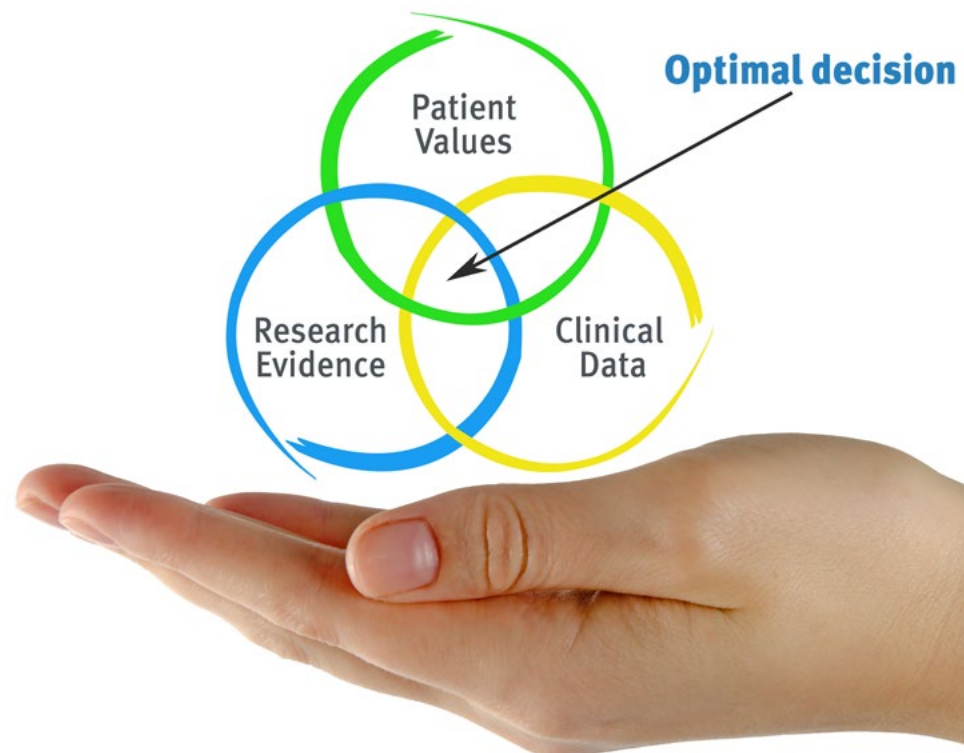 Optimal decision
Patient
Values
Research
Evidence
Clinical
Data